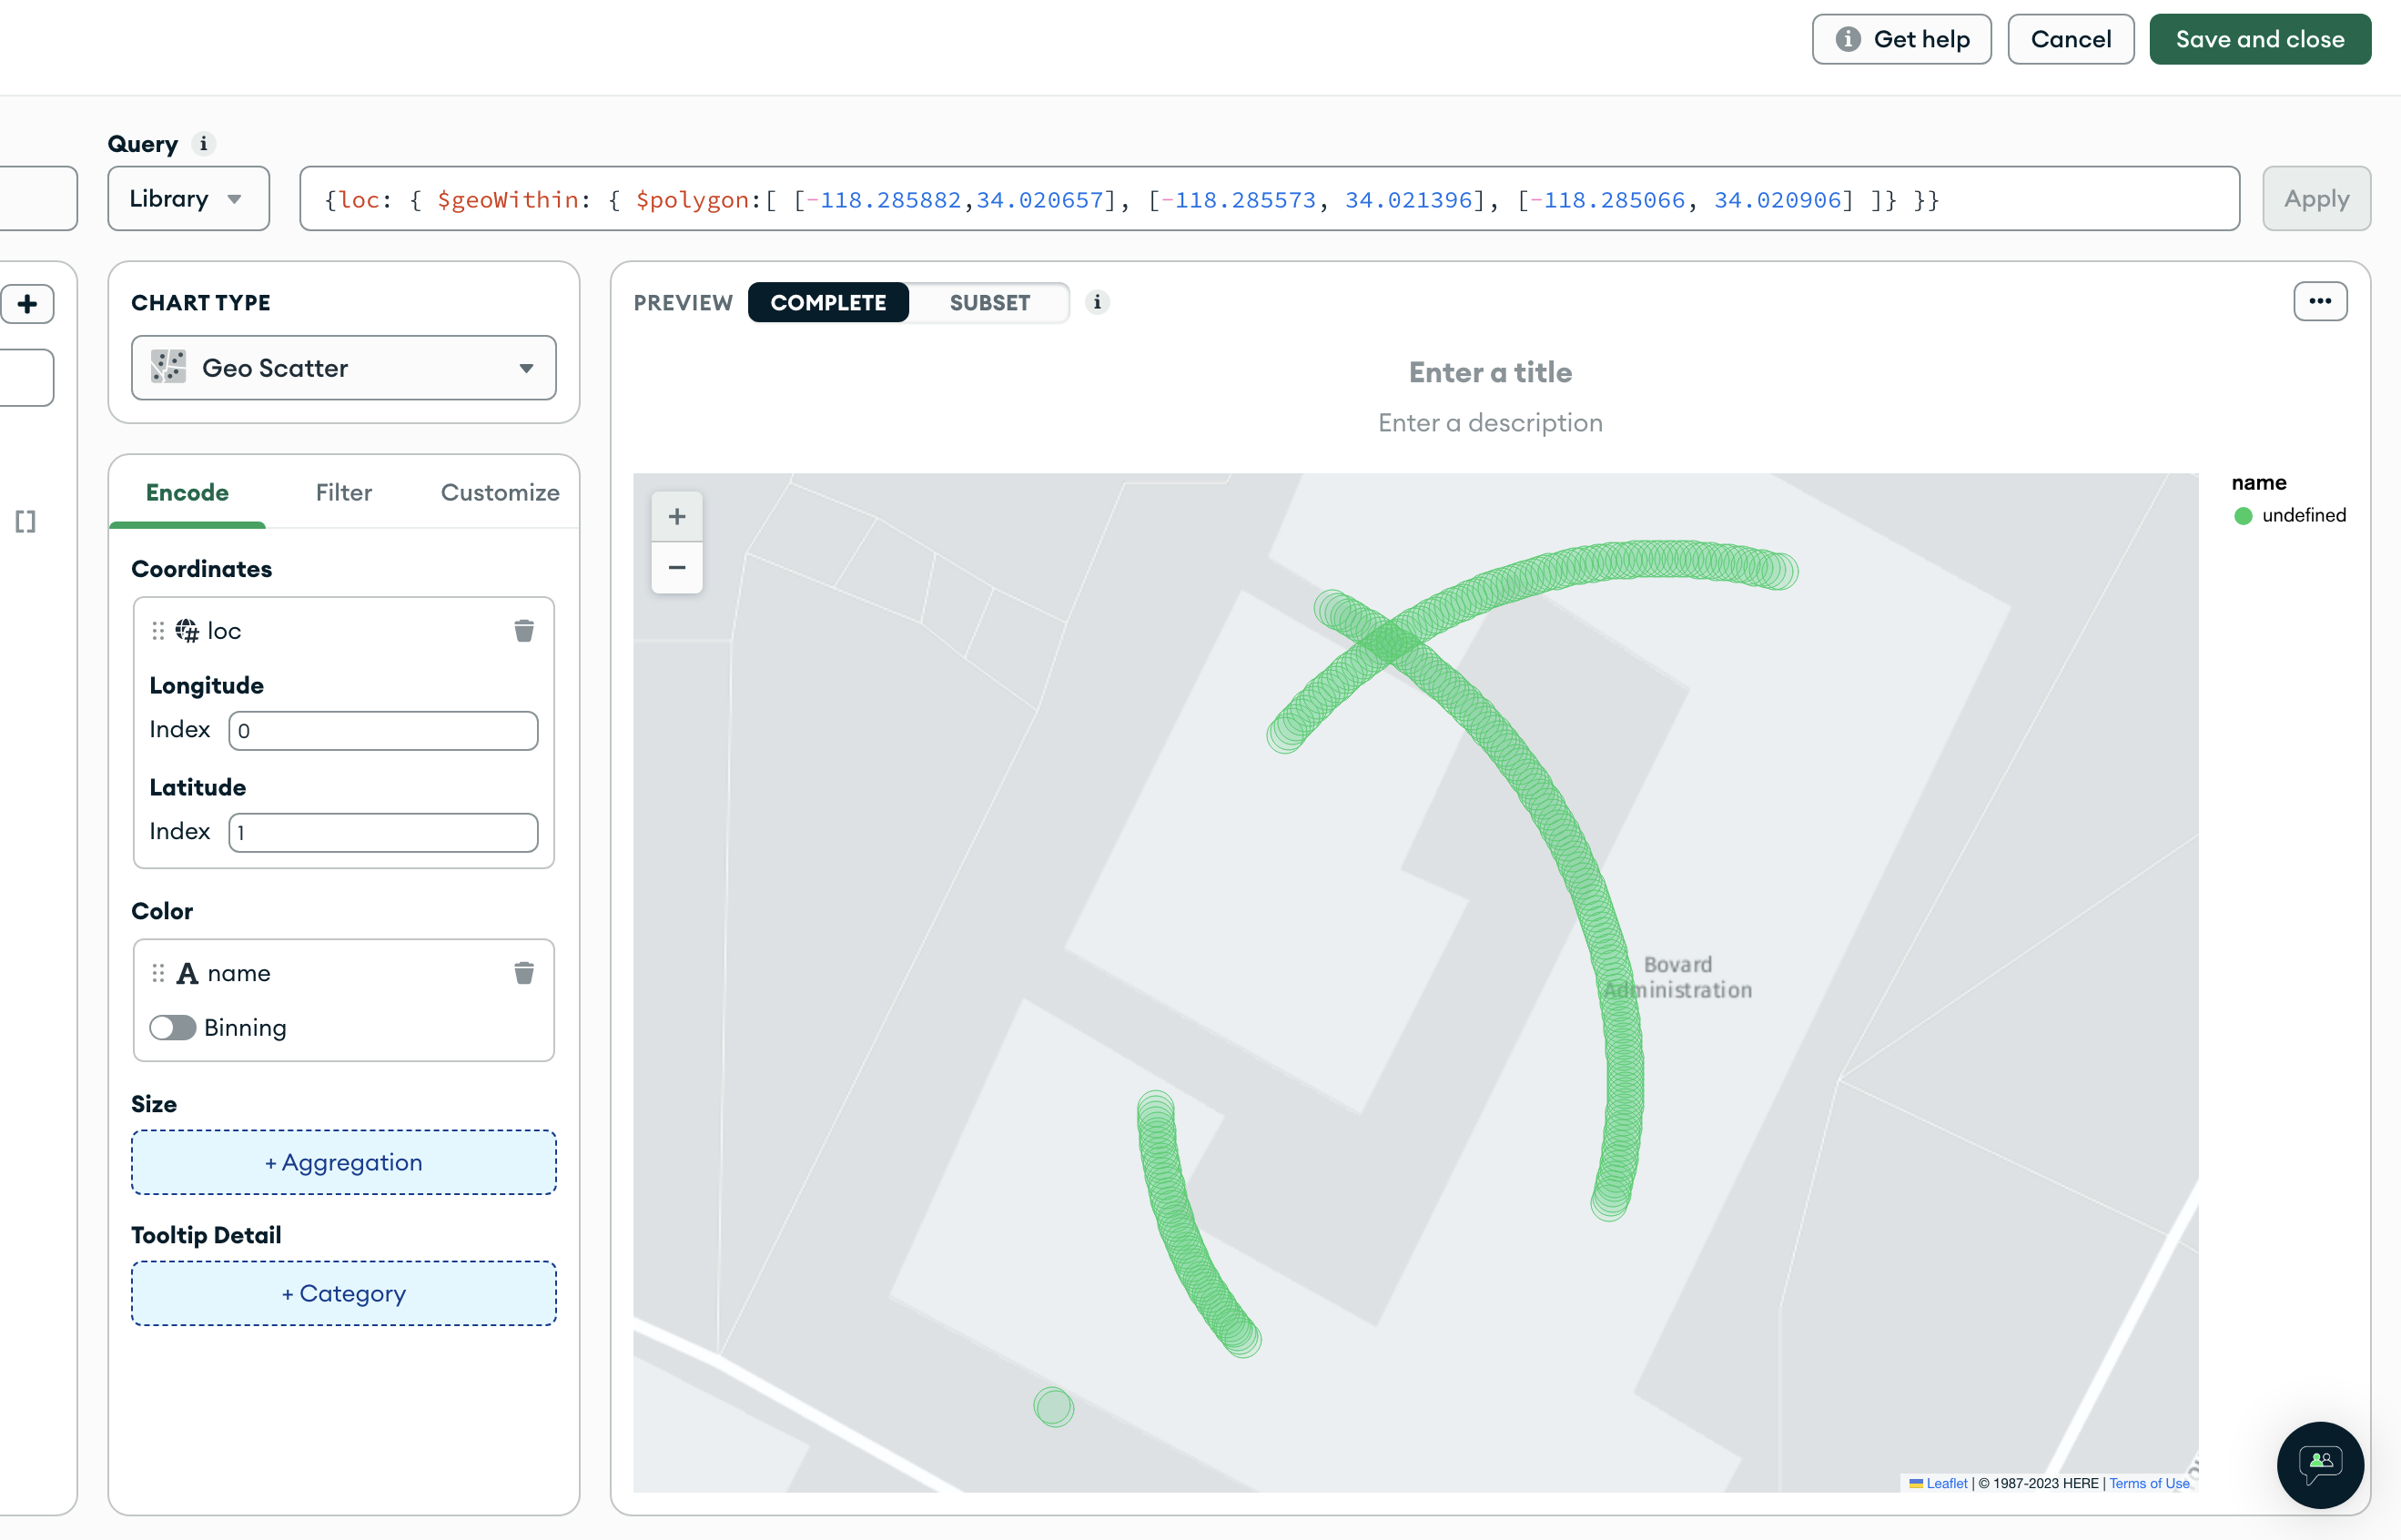 Get help
Cancel
Save and close
Query
Library
{loc: { $geoWithin: { $polygon:[ [-118.285882,34.020657], [-118.285573, 34.021396], [-118.285066, 34.020906] ]} }}
Apply
CHART TYPE
Geo Scatter
PREVIEW
COMPLETE
SUBSET
Enter a title
Enter a description
Encode
Filter
Customize
Coordinates
loc
Longitude
Index
0
Latitude
Index
1
Color
name
Binning
Size
+ Aggregation
Tooltip Detail
+ Category
Bovard
Administration
name
undefined
Leaflet | © 1987-2023 HERE | Terms of Use